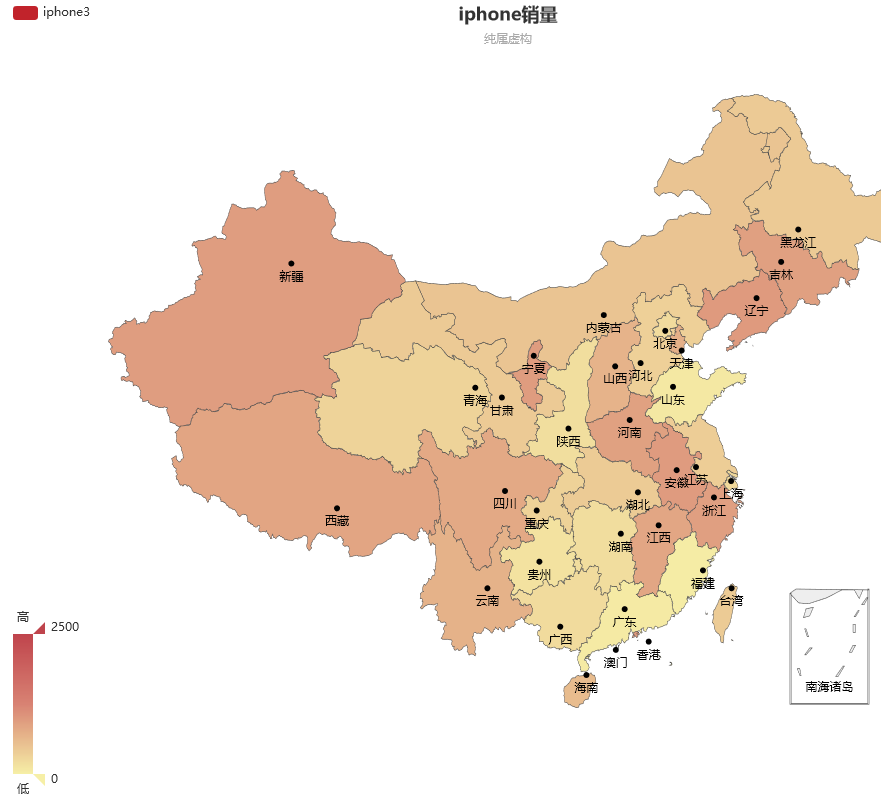 iphone3
iphone销量
纯属虚构
黑龙江
吉林
新疆
辽宁
内蒙古
北京
天津
宁夏
山西
河北
青海
甘肃
山东
河南
陕西
安徽
江苏
上海
四川
湖北
浙江
西藏
重庆
湖南
江西
贵州
福建
云南
台湾
广东
广西
香港
澳门
海南
南海诸岛
高
2500
0
低